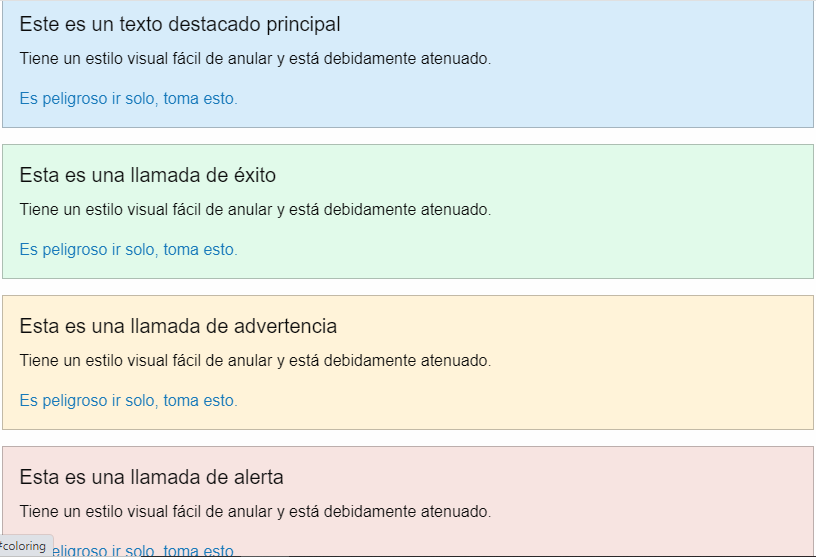 Este es un texto destacado principal
Tiene un estilo visual fácil de anular y está debidamente atenuado.
Es peligroso ir solo, toma esto.
Esta es una llamada de éxito
Tiene un estilo visual fácil de anular y está debidamente atenuado.
Es peligroso ir solo, toma esto.
Esta es una llamada de advertencia
Tiene un estilo visual fácil de anular y está debidamente atenuado.
Es peligroso ir solo, toma esto.
Esta es una llamada de alerta
Tiene un estilo visual fácil de anular y está debidamente atenuado.
#coloring
eligroso ir solo, toma esto.